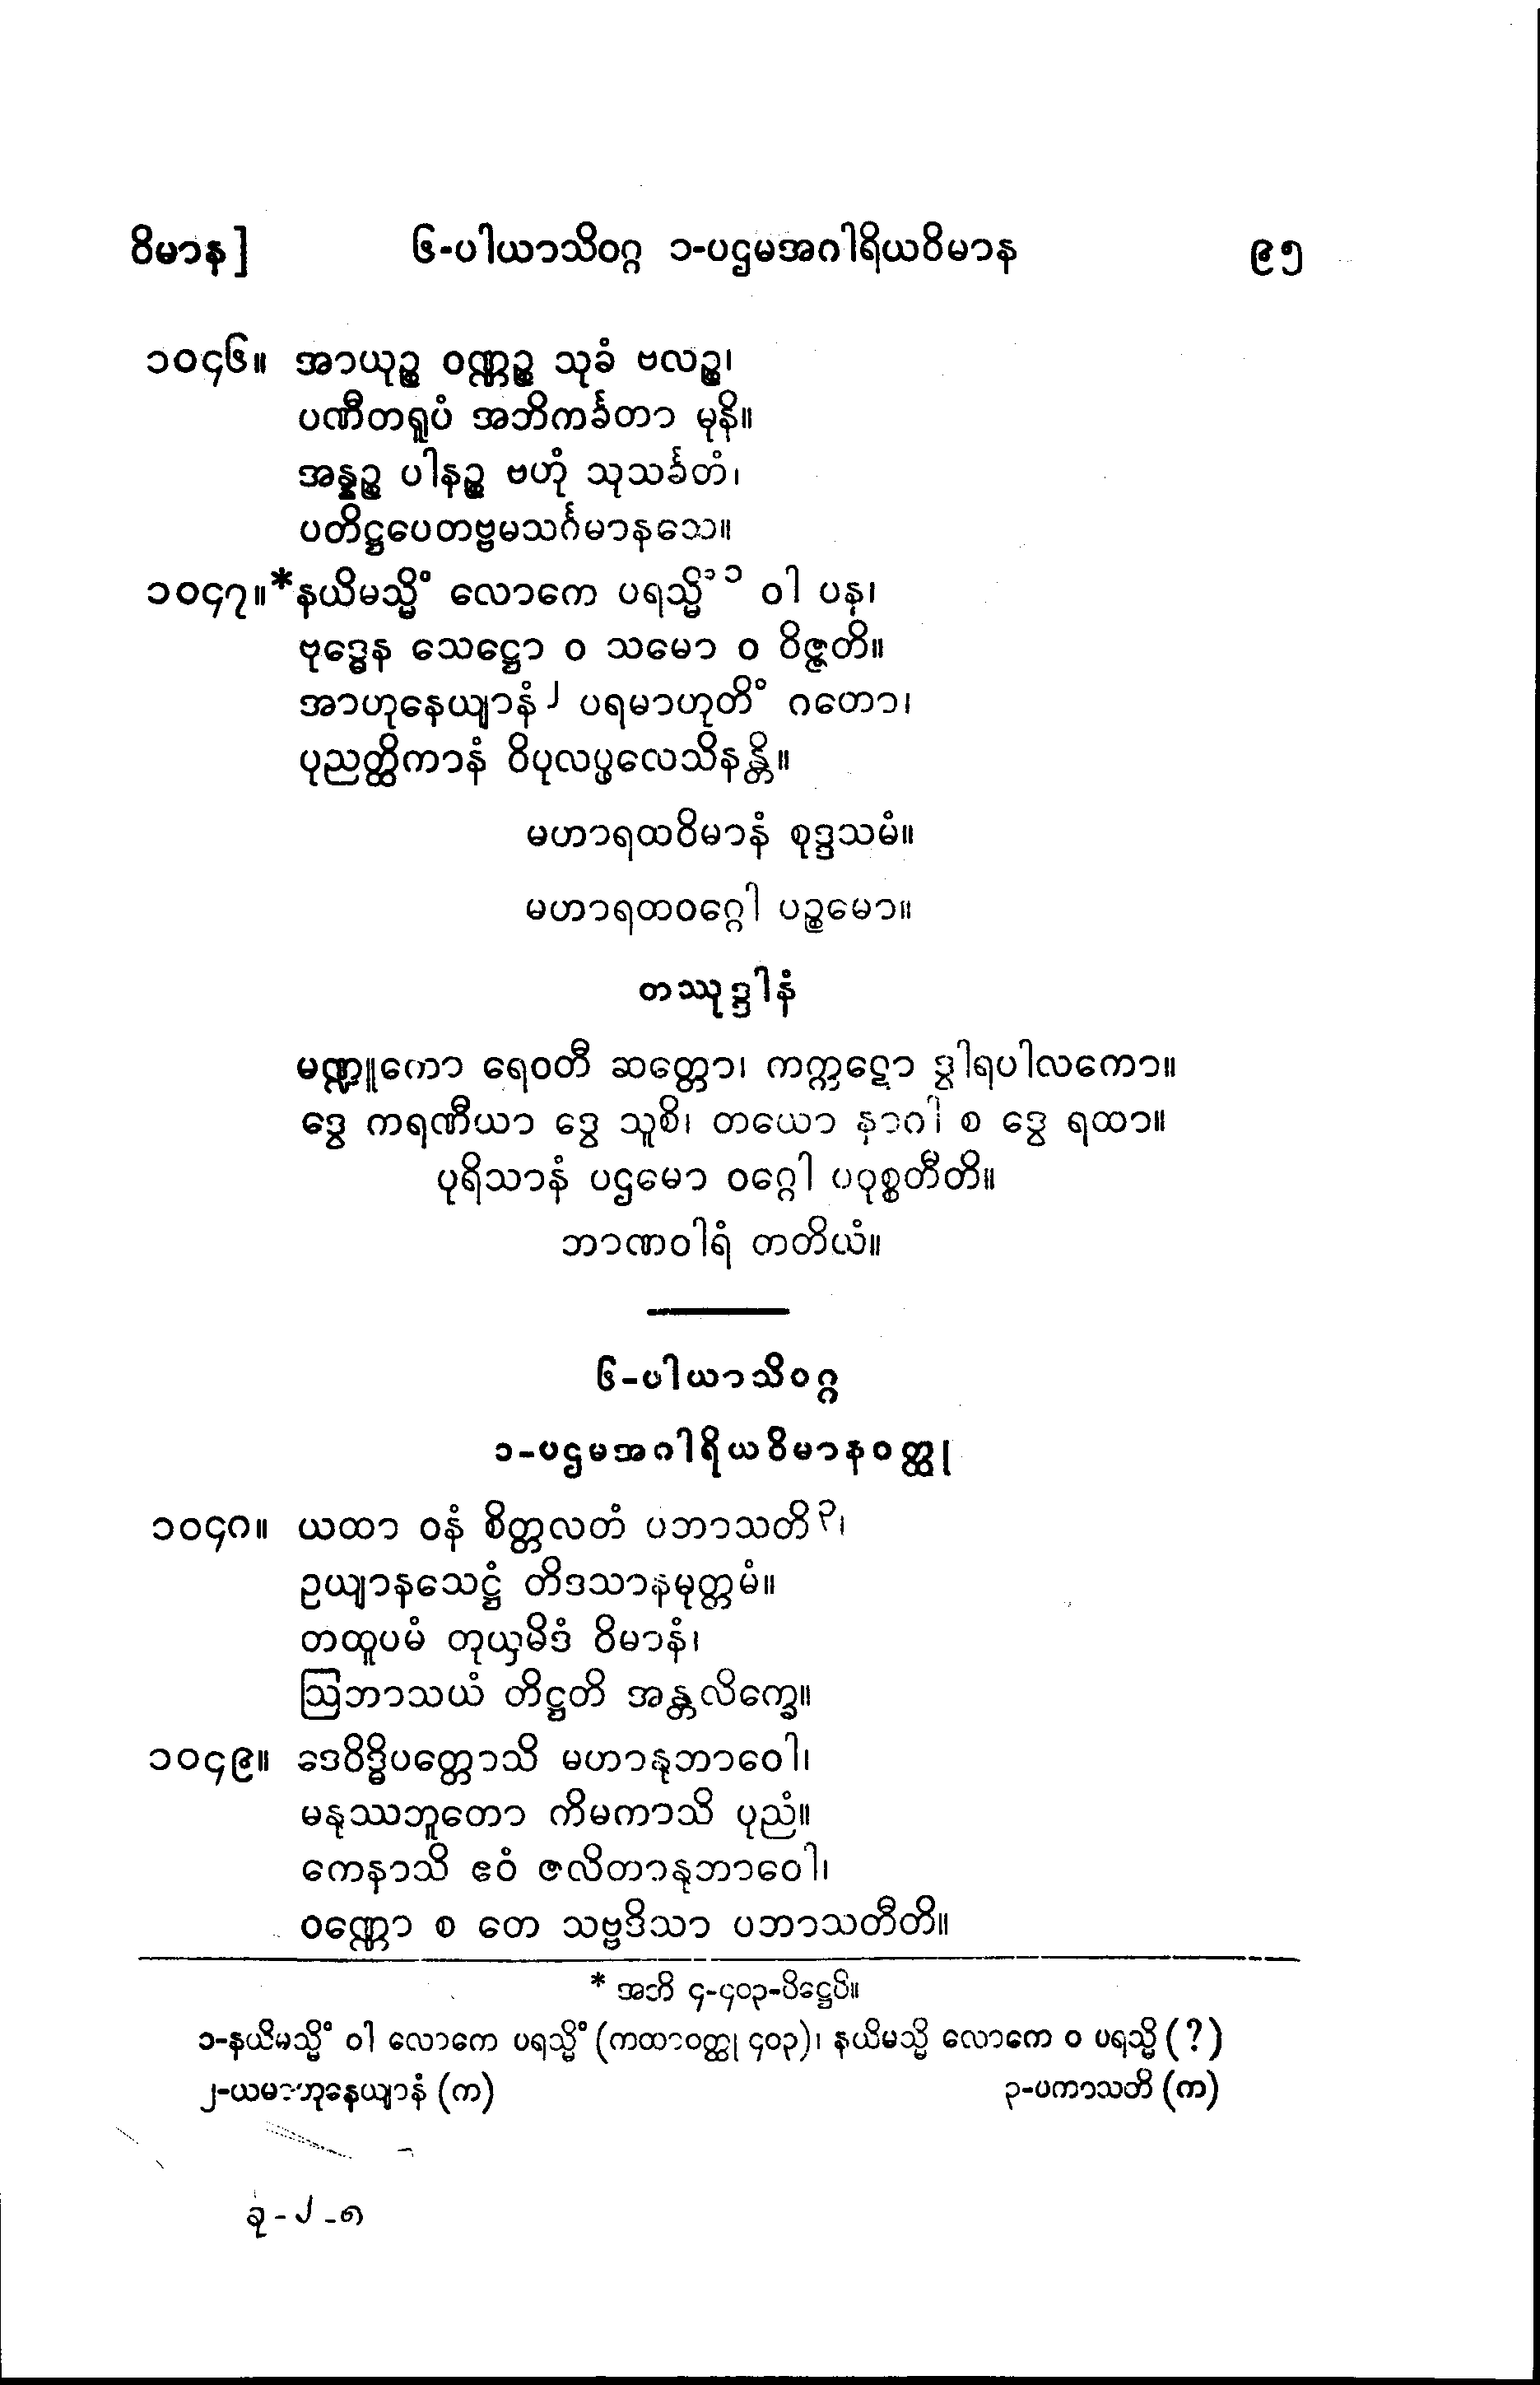 ဝိမာန]	၆-ပါယာသိဝဂ္ဂ ၁-ပဌမအဂါရိယဝိမာန	၉၅
၁၀၄၆။ အာယုဉ္စ ဝဏ္ဏဉ္စ သုခံ ဗလဉ္စ၊
ပဏီတရူပံ အဘိကင်္ခတာ မုနိ။
အန္နဉ္စ ပါနဉ္စ ဗဟုံ သုသင်္ခတံ၊
ပတိဋ္ဌပေတဗ္ဗမသင်္ဂမာနသေ။
၁၀၄၇။*နယိမသ္မိံ လောကေ ပရသ္မိံ၁ ဝါ ပန၊
ဗုဒ္ဓေန သေဋ္ဌော ဝ သမော ဝ ဝိဇ္ဇတိ။
အာဟုနေယျာနံ၂ ပရမာဟုတိံ ဂတော၊
ပုညတ္ထိကာနံ ဝိပုလပ္ဖလေသိနန္တိ။
မဟာရထဝိမာနံ စုဒ္ဒသမံ။
မဟာရထဝဂ္ဂေါ ပဉ္စမော။
တဿုဒ္ဒါနံ
မဏ္ဍူကော ရေဝတီ ဆတ္တော၊ ကက္ကဋော ဒွါရပါလကော။
ဒွေ ကရဏီယာ ဒွေ သူစိ၊ တယော နာဂါ စ ဒွေ ရထာ။
ပုရိသာနံ ပဌမော ဝဂ္ဂေါ ပဝုစ္စတီတိ။
ဘာဏဝါရံ တတိယံ။
၆-ပါယာသိဝဂ္ဂ
၁-ပဌမအဂါရိယဝိမာနဝတ္ထု
၁၀၄၈။ ယထာ ဝနံ စိတ္တလတံ ပဘာသတိ၃၊
ဥယျာနသေဋ္ဌံ တိဒသာနမုတ္တမံ။
တထူပမံ တုယှမိဒံ ဝိမာနံ၊
ဩဘာသယံ တိဋ္ဌတိ အန္တလိက္ခေ။
၁၀၄၉။ ဒေဝိဒ္ဓိပတ္တောသိ မဟာနုဘာဝေါ၊
မနုဿဘူတော ကိမကာသိ ပုညံ။
ကေနာသိ ဧဝံ ဇလိတာနုဘာဝေါ၊
ဝဏ္ဏော စ တေ သဗ္ဗဒိသာ ပဘာသတီတိ။
* အဘိ ၄-၄၀၃-ပိဋ္ဌေပိ။
၁-နယိမသ္မိံ ဝါ လောကေ ပရသ္မိံ (ကထာဝတ္ထု ၄၀၃)၊ နယိမသ္မိ လောကေ ဝ ပရသ္မိ (?)
၂-ယမာဟုနေယျာနံ (က)	၃-ပကာသတိ (က)
ခု-၂-၈